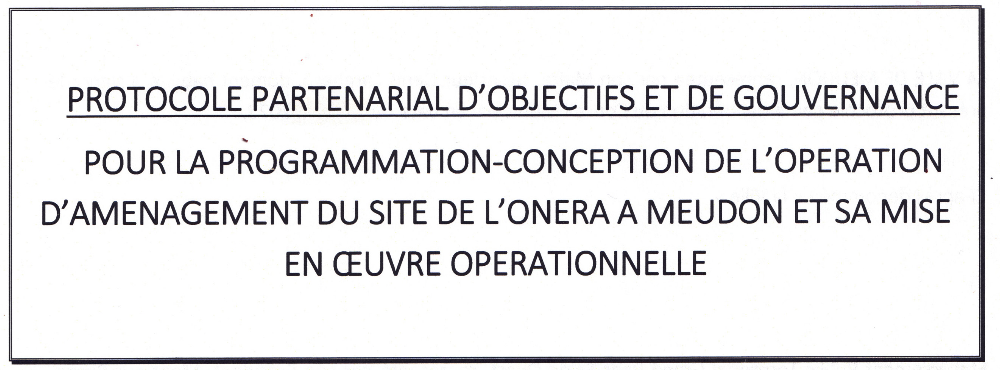 PROTOCOLE PARTENARIAL D'OBJECTIFS ET DE GOUVERNANCE
POUR LA PROGRAMMATION-CONCEPTION DE L'OPERATION
D'AMENAGEMENT DU SITE DE L'ONERA A MEUDON ET SA MISE
EN ŒUVRE OPERATIONNELLE